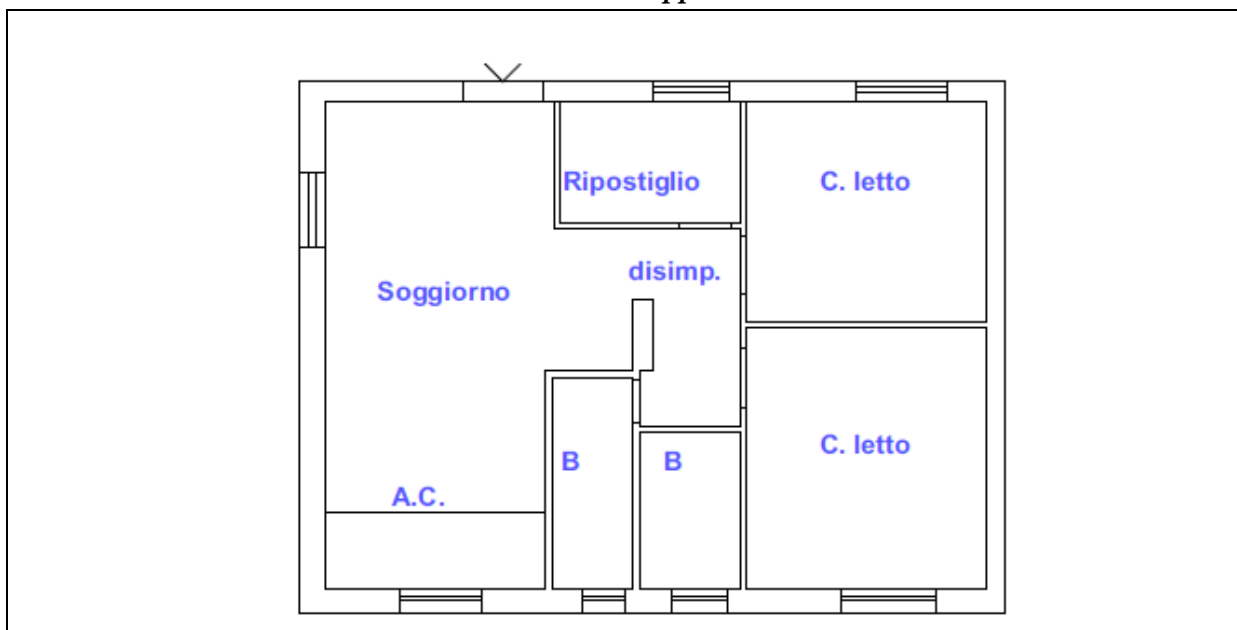 Ripostiglio
C. letto
disimp.
Soggiorno
C. letto
B
B
A.C.